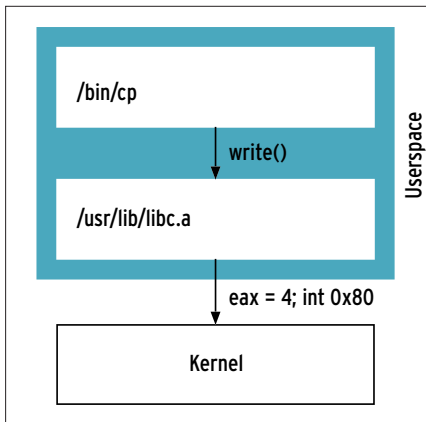 /bin/cp
write()
/usr/lib/libc.a
Userspace
eax = 4; int 0x80
Kernel